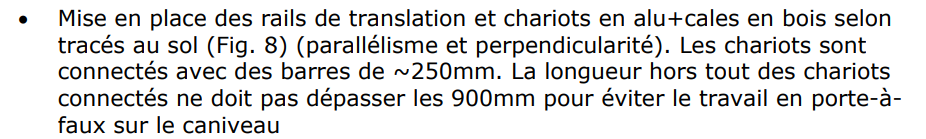 • Mise en place des rails de translation et chariots en alu+cales en bois selon
tracés au sol (Fig. 8) (parallélisme et perpendicularité). Les chariots sont
connectés avec des barres de ~250mm. La longueur hors tout des chariots
connectés ne doit pas dépasser les 900mm pour éviter le travail en porte-à-
faux sur le caniveau